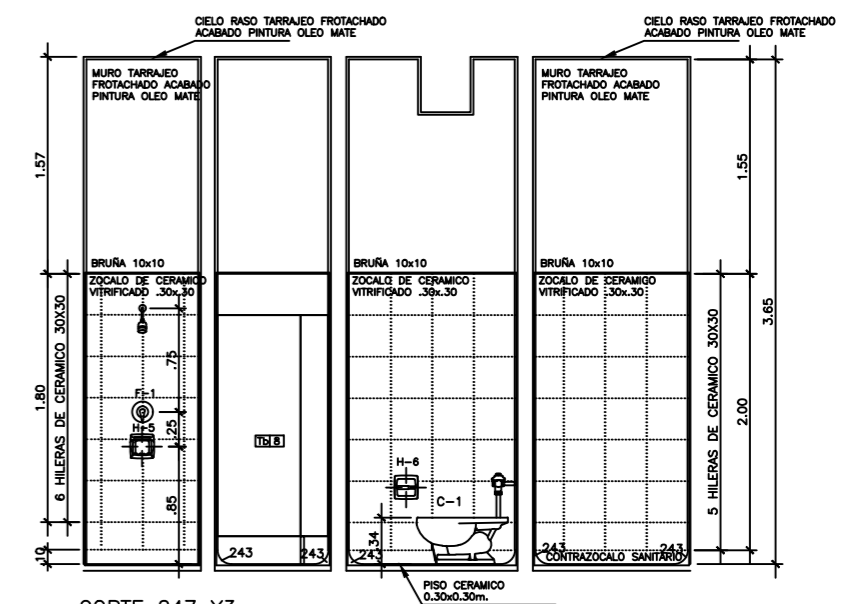 CIELO RASO TARRAJEO FROTACHADO
ACABADO PINTURA OLEO MATE
CIELO RASO TARRAJEO FROTACHADO
ACABADO PINTURA OLEO MATE
MURO TARRAJEO
FROTACHADO ACABADO
PINTURA OLEO MATE
MURO TARRAJEO
FROTACHADO ACABADO
PINTURA OLEO MATE
1.57
1.55
3.65
BRUÑA 10x10
BRUÑA 10x10
BRUÑA 10x10
ZOCALO DE CERAMICO
VITRIFICADO .30x.30
ZOCALO DE CERAMICO
VITRIFICADO .30x.30
ZOCALO DE CERAMICO
VITRIFICADO .30x.30
1.80
6 HILERAS DE CERAMICO 30X30
.75
F-1
.25
H-5
.85
.10
Tb 8
H-6
C-1
.34
2.00
5 HILERAS DE CERAMICO 30X30
243
243
243
243
243
CONTRAZOCALO SANITARIO
PISO CERAMICO
0.30x0.30m.